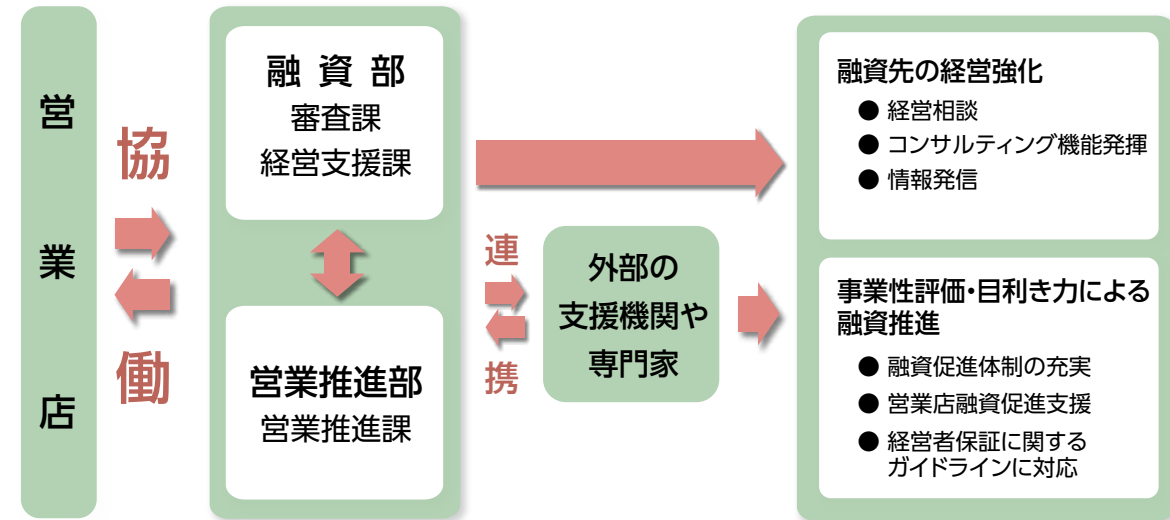 営業店
協働
融資部
審査課
経営支援課
営業推進部
営業推進課
連携
外部の
支援機関や
専門家
融資先の経営強化
● 経営相談
● コンサルティング機能発揮
● 情報発信
事業性評価・目利き力による
融資推進
● 融資促進体制の充実
● 営業店融資促進支援
● 経営者保証に関する
ガイドラインに対応